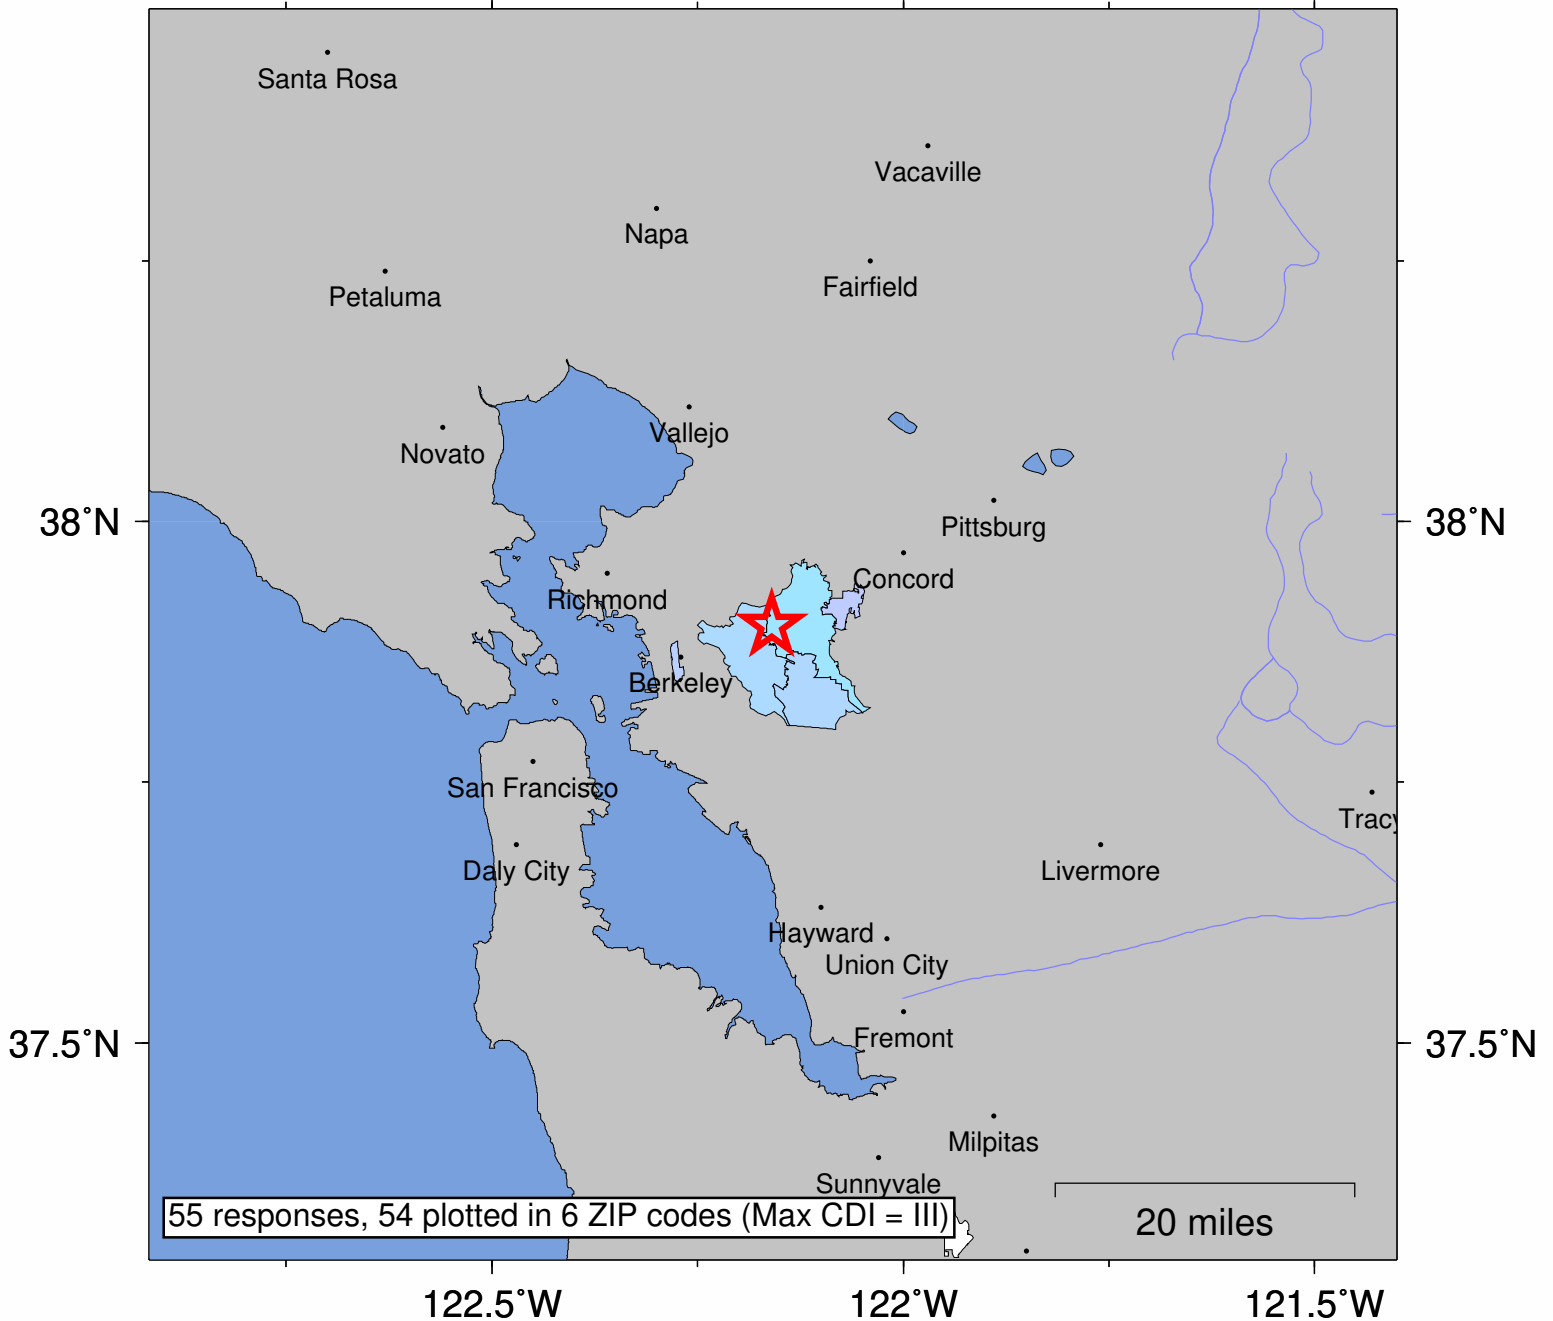 Santa Rosa
Vacaville
Napa
Fairfield
Petaluma
Vallejo
Novato
38°N
Pittsburg
38°N
Concord
Richmond
Berkeley
San Francisco
Tracy
Daly City
Livermore
Hayward
Union City
Fremont
37.5°N
37.5°N
Milpitas
Sunnyvale
55 responses, 54 plotted in 6 ZIP codes (Max CDI = III)
20 miles
122.5°W
122°W
121.5°W